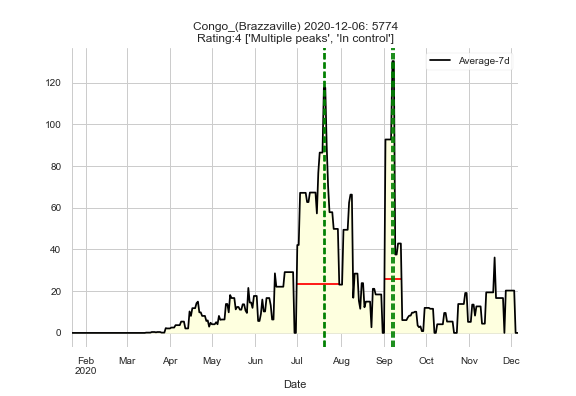 Congo_(Brazzaville) 2020-12-06: 5774
Rating:4 ['Multiple peaks', 'In control']
Average-7d
120
100
80
60
40
20
0
Feb Mar Apr May Jun Jul Aug Sep Oct Nov Dec
2020
Date